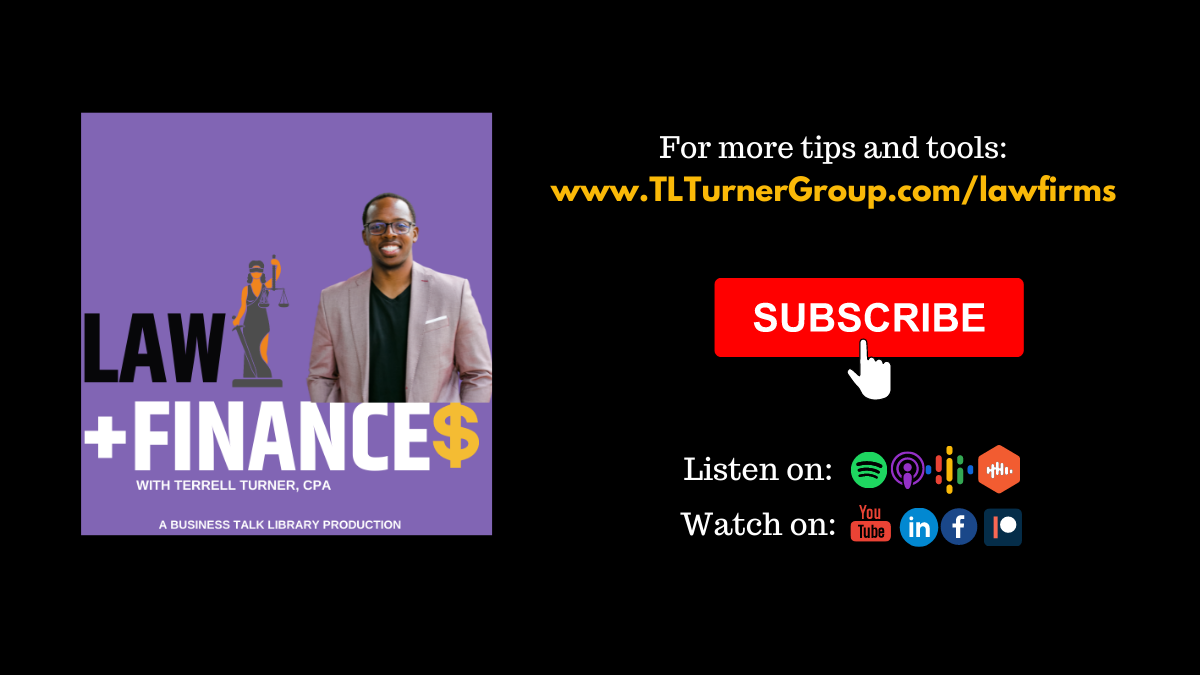 LAW
+FINANCE$
WITH TERRELL TURNER, CPA
A BUSINESS TALK LIBRARY PRODUCTION
For more tips and tools:
www.TLTurnerGroup.com/lawfirms
SUBSCRIBE
Listen on:
Watch on:
You
Tube
in
f